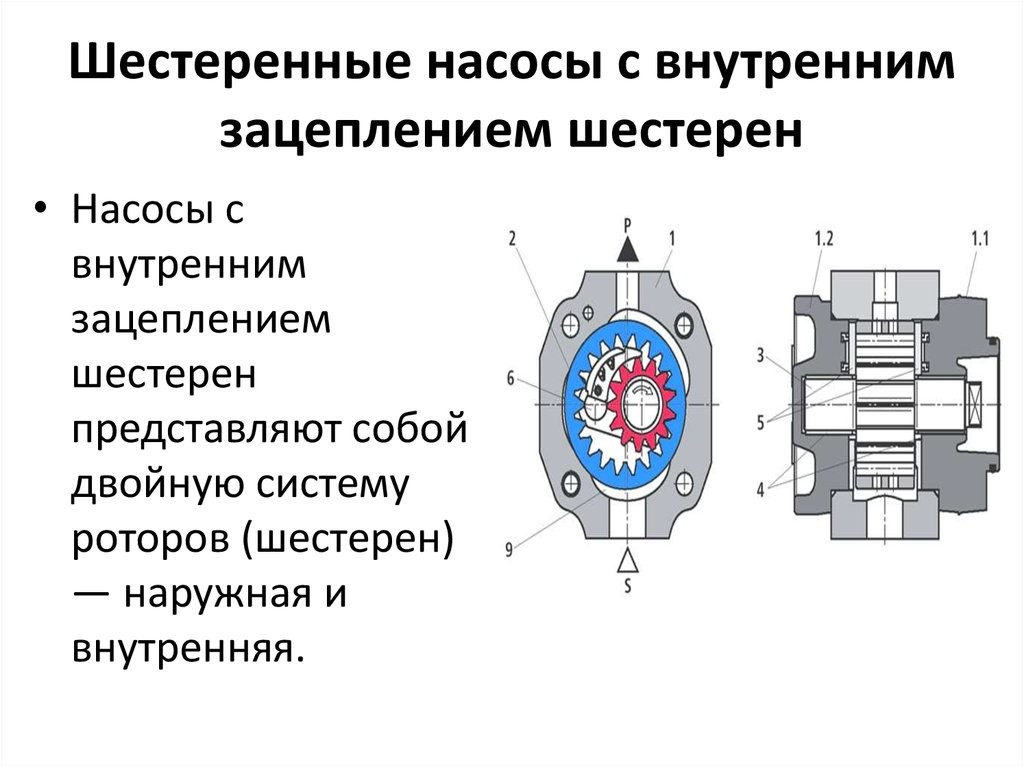 Шестеренные насосы с внутренним
зацеплением шестерен
• Насосы с
внутренним
зацеплением
шестерен
представляют собой
двойную систему
роторов (шестерен)
— наружная и
внутренняя.
P
2
1
6
9
S
1.2
1.1
3
5
4